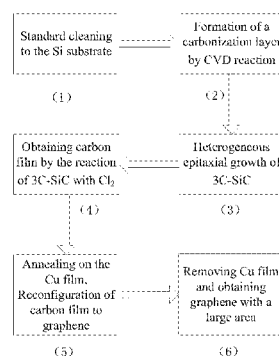 Standard cleaning
to the Si substrate
(1)
Formation of a
carbonization layer
by CVD reaction
(2)
Obtaining carbon
film by the reaction
of 3C-SiC with Cl₂
(4)
Heterogeneous
epitaxial growth of
3C-SiC
(3)
Annealing on the
Cu film,
Reconfiguration of
carbon film to
graphene
(5)
Removing Cu film
and obtaining
graphene with a
large area
(6)